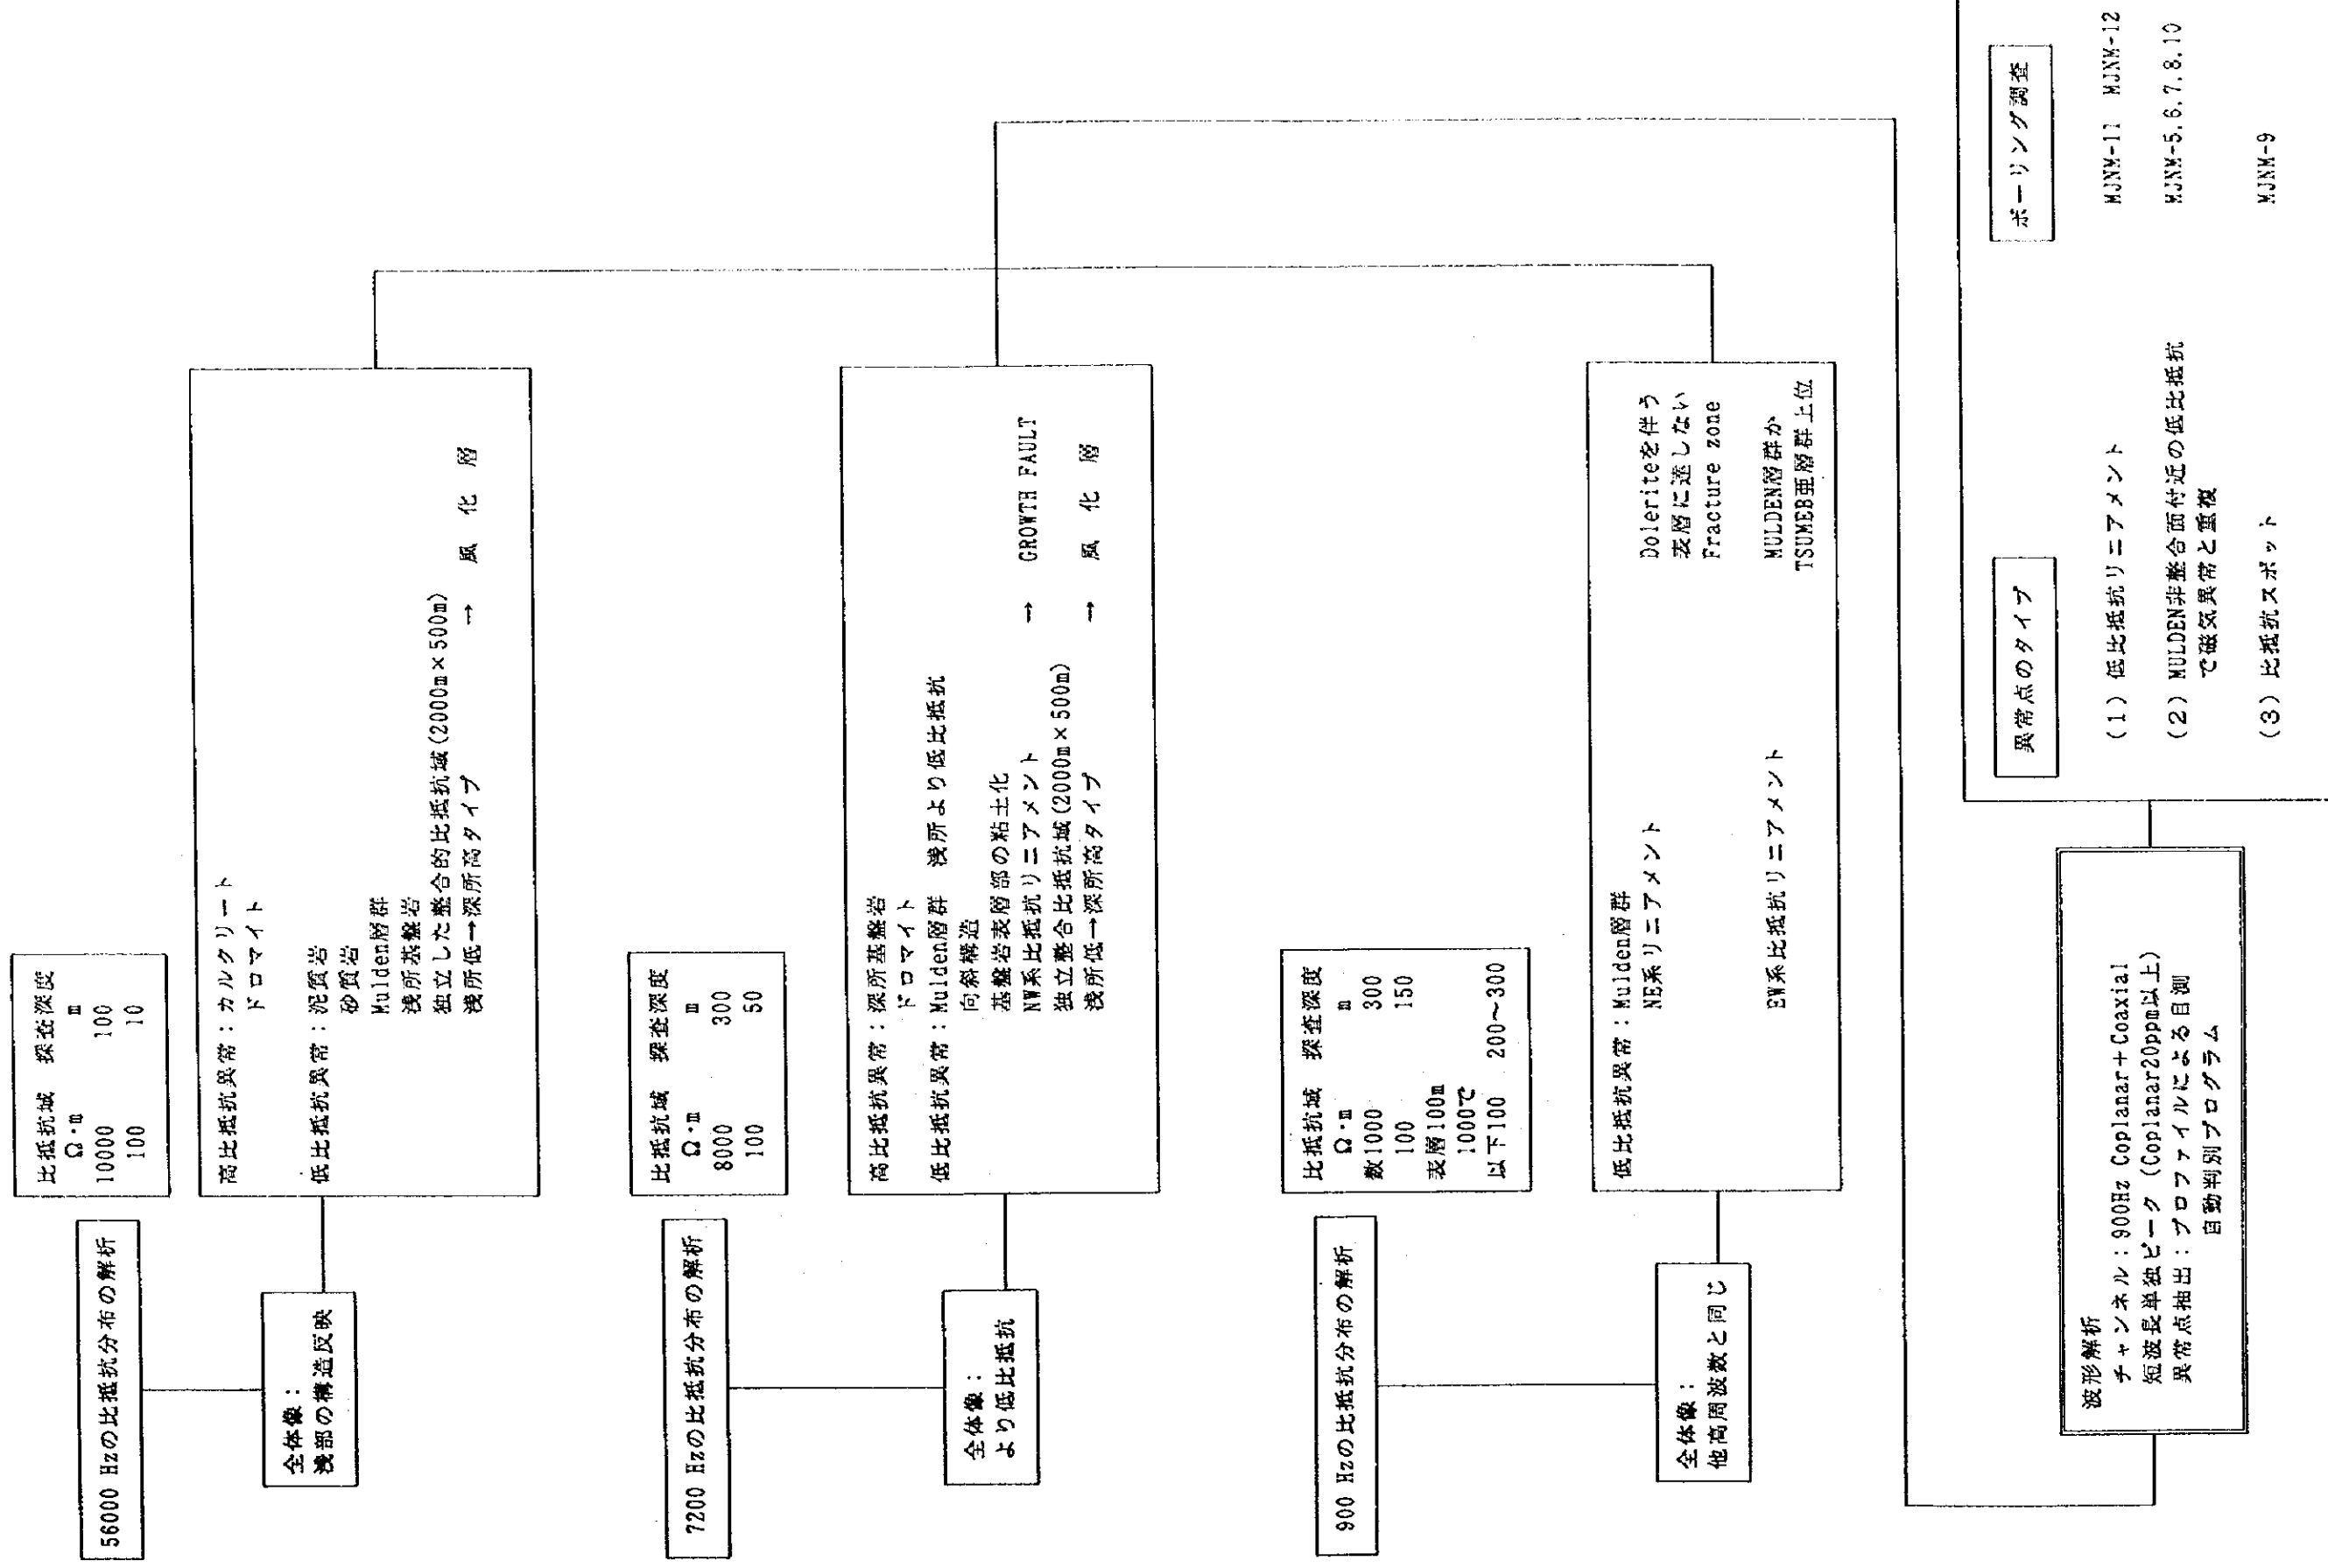 56000 Hzの比抵抗分布の解析
比抵抗域 探査深度
Ω·m m
10000 100
100 10
全体像：
浅部の構造反映
高比抵抗異常：カルクリート
ドロマイト
低比抵抗異常：泥質岩
砂質岩
Mulden層群
浅所基盤岩
独立した整合的比抵抗域(2000m×500m)
浅所低→深所高タイプ → 風 化 層
7200 Hzの比抵抗分布の解析
比抵抗域 探査深度
Ω·m m
8000 300
100 50
全体像：
より低比抵抗
高比抵抗異常：深所基盤岩
ドロマイト
低比抵抗異常：Mulden層群 浅所より低比抵抗
向斜構造
基盤岩表層部の粘土化
NW系比抵抗リニアメント → GROWTH FAULT
独立整合比抵抗域(2000m×500m)
浅所低→深所高タイプ → 風 化 層
900 Hzの比抵抗分布の解析
比抵抗域 探査深度
Ω·m m
数1000 300
100 150
表層100m
1000で
以下100 200～300
全体像：
他高周波数と同じ
低比抵抗異常：Mulden層群
NE系リニアメント Doleriteを伴う
表層に達しない
Fracture zone
EW系比抵抗リニアメント MULDEN層群か
TSUMEB亜層群上位
波形解析
チャンネル：900Hz Coplanar＋Coaxial
短波長単独ピーク (Coplanar20ppm以上)
異常点抽出：プロファイルによる目測
自動判別プログラム
異常点のタイプ ボーリング調査
(1) 低比抵抗リニアメント MJNM-11 MJNM-12
(2) MULDEN非整合面付近の低比抵抗 MJNM-5.6.7.8.10
で磁気異常と重複
(3) 比抵抗スポット MJNM-9